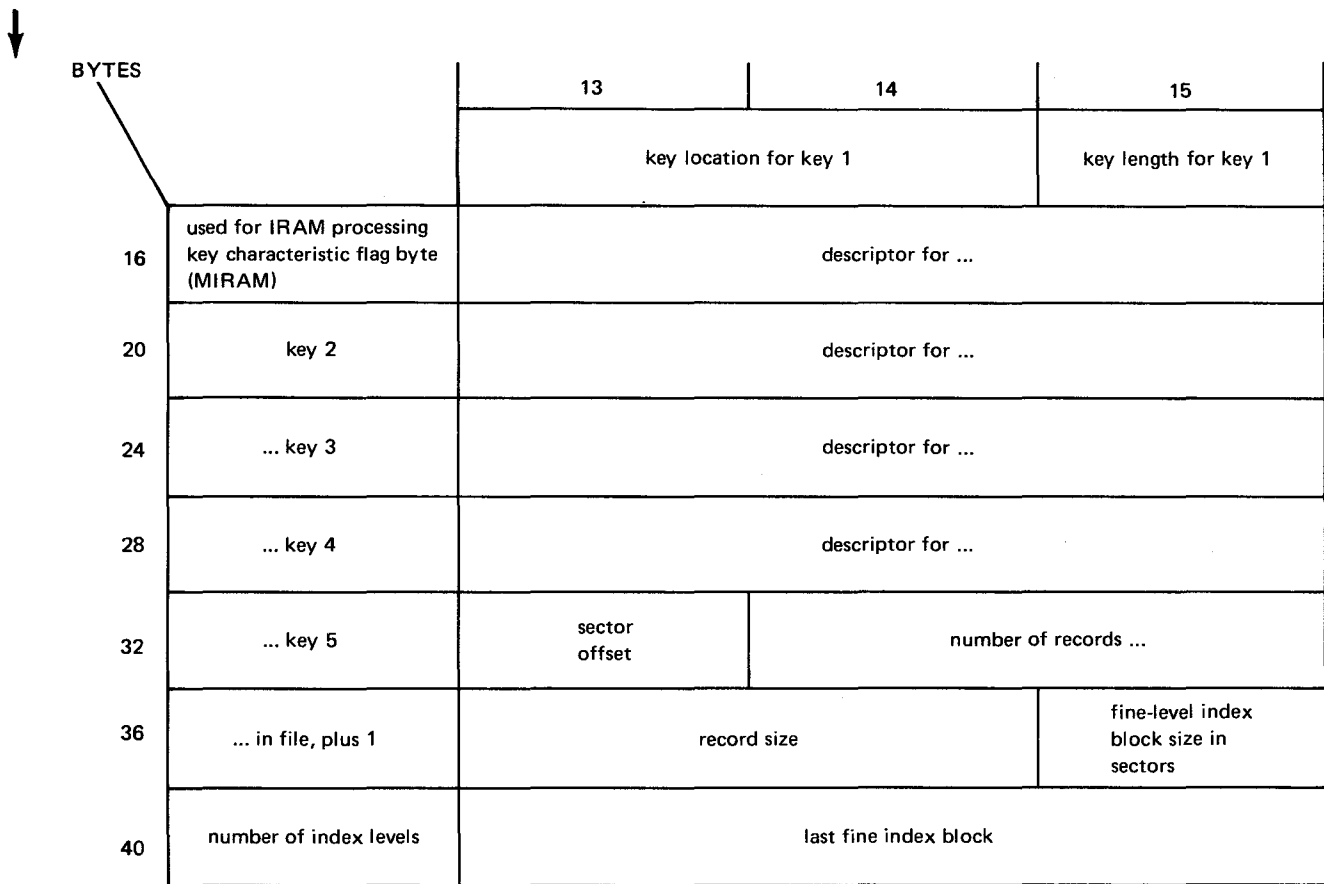 BYTES
13 14 15
key location for key 1 key length for key 1
16 used for IRAM processing
key characteristic flag byte
(MIRAM)
descriptor for ...
20 key 2 descriptor for ...
24 ... key 3 descriptor for ...
28 ... key 4 descriptor for ...
32 ... key 5 sector
offset
number of records ...
36 ... in file, plus 1 record size fine-level index
block size in
sectors
40 number of index levels last fine index block